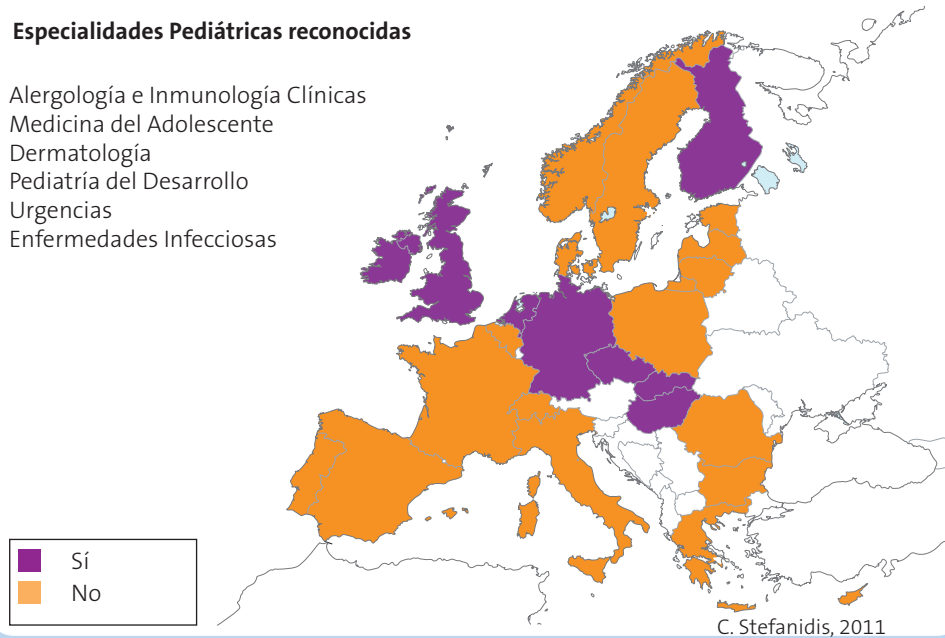 Especialidades Pediátricas reconocidas
Alergología e Inmunología Clínicas
Medicina del Adolescente
Dermatología
Pediatría del Desarrollo
Urgencias
Enfermedades Infecciosas
Sí
No
C. Stefanidis, 2011